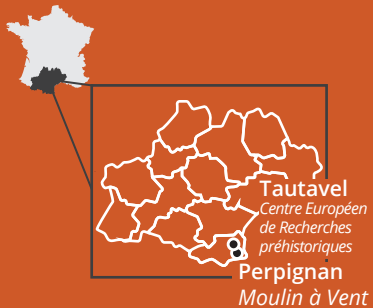 Tautavel
Centre Européen
de Recherches
préhistoriques
Perpignan
Moulin à Vent